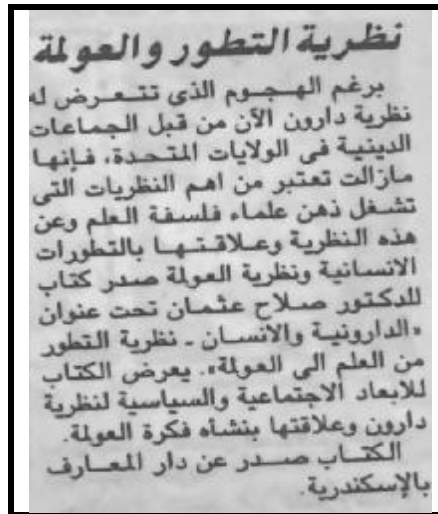 نظرية التطور والعولمة
برغم الهجوم الذى تتعرض له
نظرية دارون الآن من قبل الجماعات
الدينية فى الولايات المتحدة، فإنها
مازالت تعتبر من اهم النظريات التى
تشغل ذهن علماء فلسفة العلم وعن
هذه النظرية وعلاقتها بالتطورات
الانسانية ونظرية العولة صدر كتاب
للدكتور صلاح عثمان تحت عنوان
«الدارونية والانسان ـ نظرية التطور
من العلم الى العولمة». يعرض الكتاب
للابعاد الاجتماعية والسياسية لنظرية
دارون وعلاقتها بنشأه فكرة العولمة.
الكتاب صدر عن دار المعارف
بالإسكندرية.